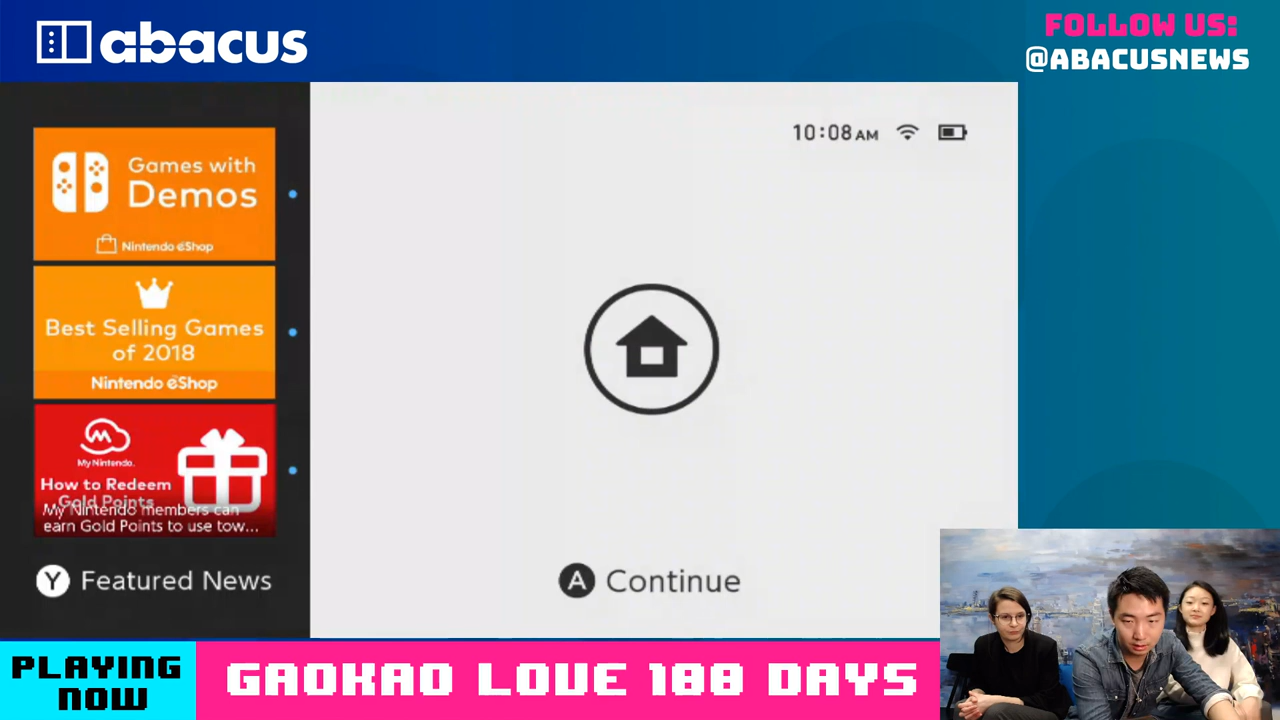 abacus
FOLLOW US:
@ABACUSNEWS
10:08 AM
Games with
Demos
Nintendo eShop
Best Selling Games
of 2018
Nintendo eShop
My Nintendo.
How to Redeem
Gold Points
My Nintendo members can
earn Gold Points to use tow...
Y Featured News
A Continue
PLAYING
NOW
GAOKAO LOVE 100 DAYS